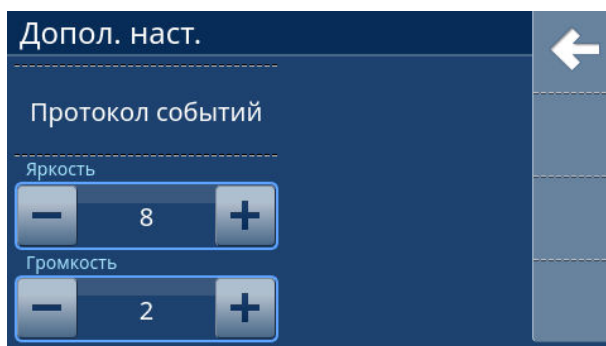 Допол. наст.
Протокол событий
Яркость
8
Громкость
2